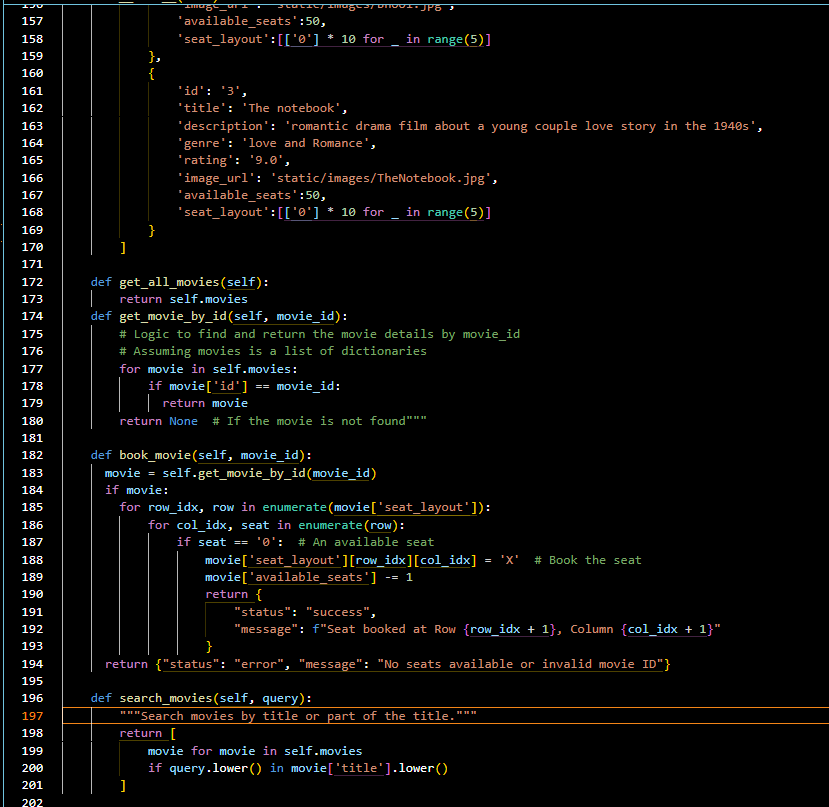 157 'available_seats':50,
158 'seat_layout':[['0'] * 10 for _ in range(5)]
159 },
160 {
161 'id': '3',
162 'title': 'The notebook',
163 'description': 'romantic drama film about a young couple love story in the 1940s',
164 'genre': 'love and Romance',
165 'rating': '9.0',
166 'image_url': 'static/images/TheNotebook.jpg',
167 'available_seats':50,
168 'seat_layout':[['0'] * 10 for _ in range(5)]
169 }
170 ]
171
172 def get_all_movies(self):
173 return self.movies
174 def get_movie_by_id(self, movie_id):
175 # Logic to find and return the movie details by movie_id
176 # Assuming movies is a list of dictionaries
177 for movie in self.movies:
178 if movie['id'] == movie_id:
179 return movie
180 return None  # If the movie is not found"""
181
182 def book_movie(self, movie_id):
183 movie = self.get_movie_by_id(movie_id)
184 if movie:
185 for row_idx, row in enumerate(movie['seat_layout']):
186 for col_idx, seat in enumerate(row):
187 if seat == '0':  # An available seat
188 movie['seat_layout'][row_idx][col_idx] = 'X'  # Book the seat
189 movie['available_seats'] -= 1
190 return {
191 "status": "success",
192 "message": f"Seat booked at Row {row_idx + 1}, Column {col_idx + 1}"
193 }
194 return {"status": "error", "message": "No seats available or invalid movie ID"}
195
196 def search_movies(self, query):
197 """Search movies by title or part of the title."""
198 return [
199 movie for movie in self.movies
200 if query.lower() in movie['title'].lower()
201 ]
202